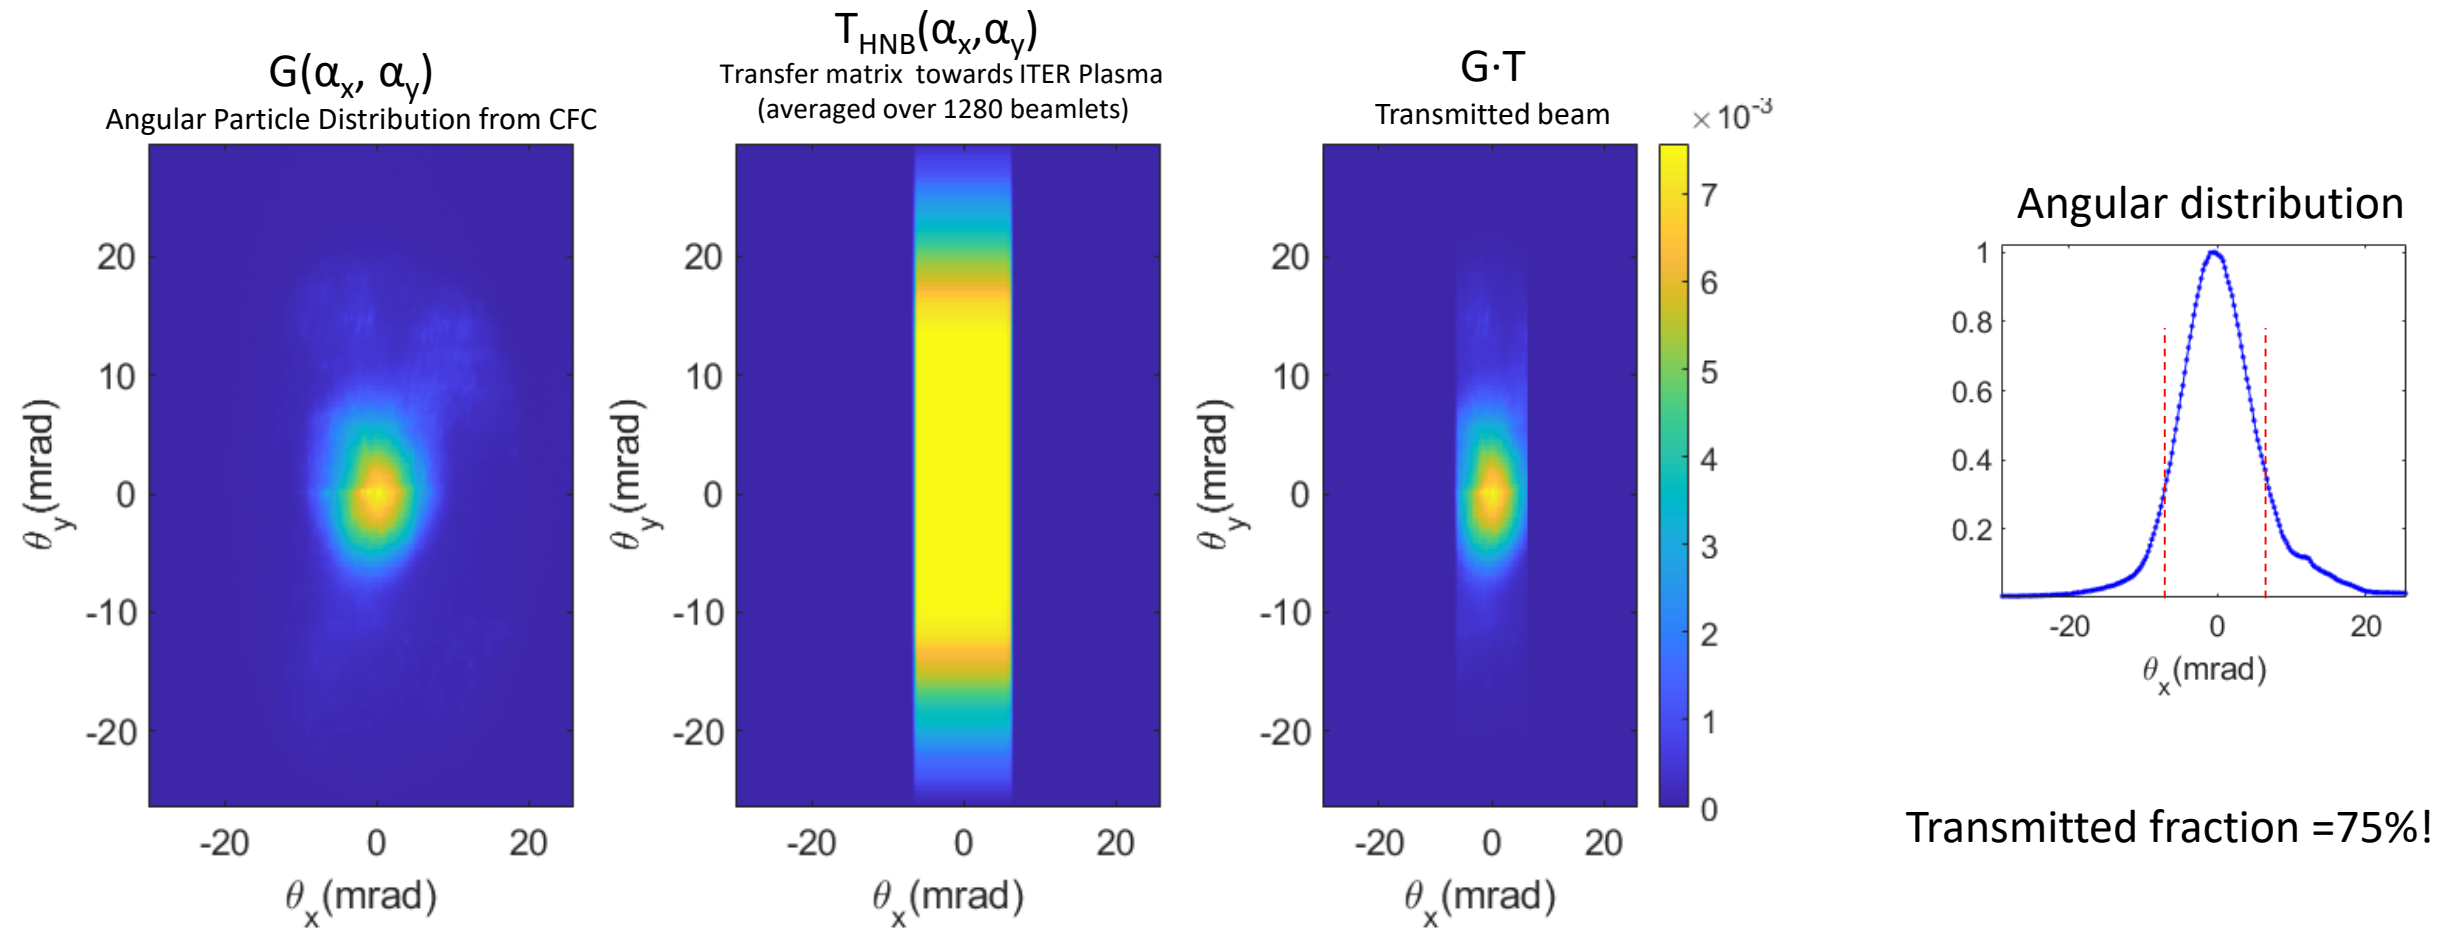 G(αx, αy)
Angular Particle Distribution from CFC
20
10
0
-10
-20
-20 0 20
θx(mrad)
θy(mrad)
THNB(αx,αy)
Transfer matrix towards ITER Plasma
(averaged over 1280 beamlets)
20
10
0
-10
-20
-20 0 20
θx(mrad)
θy(mrad)
G·T
Transmitted beam
20
10
0
-10
-20
-20 0 20
θx(mrad)
θy(mrad)
×10-3
7
6
5
4
3
2
1
0
Angular distribution
1
0.8
0.6
0.4
0.2
-20 0 20
θx(mrad)
Transmitted fraction =75%!